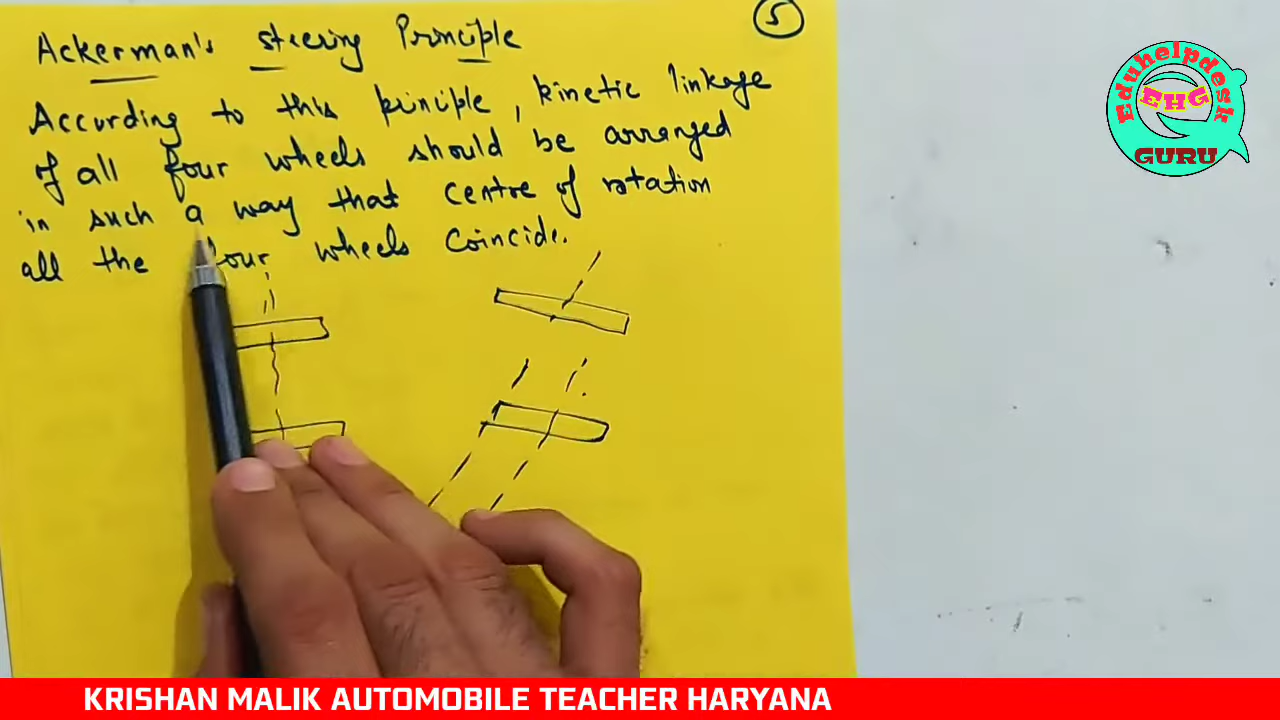 5
Ackerman's steering Principle
According to this principle, kinetic linkage
of all four wheels should be arranged
in such a way that centre of rotation
all the four wheels coincide.
Eduhelpdesk
EHG
GURU
KRISHAN MALIK AUTOMOBILE TEACHER HARYANA